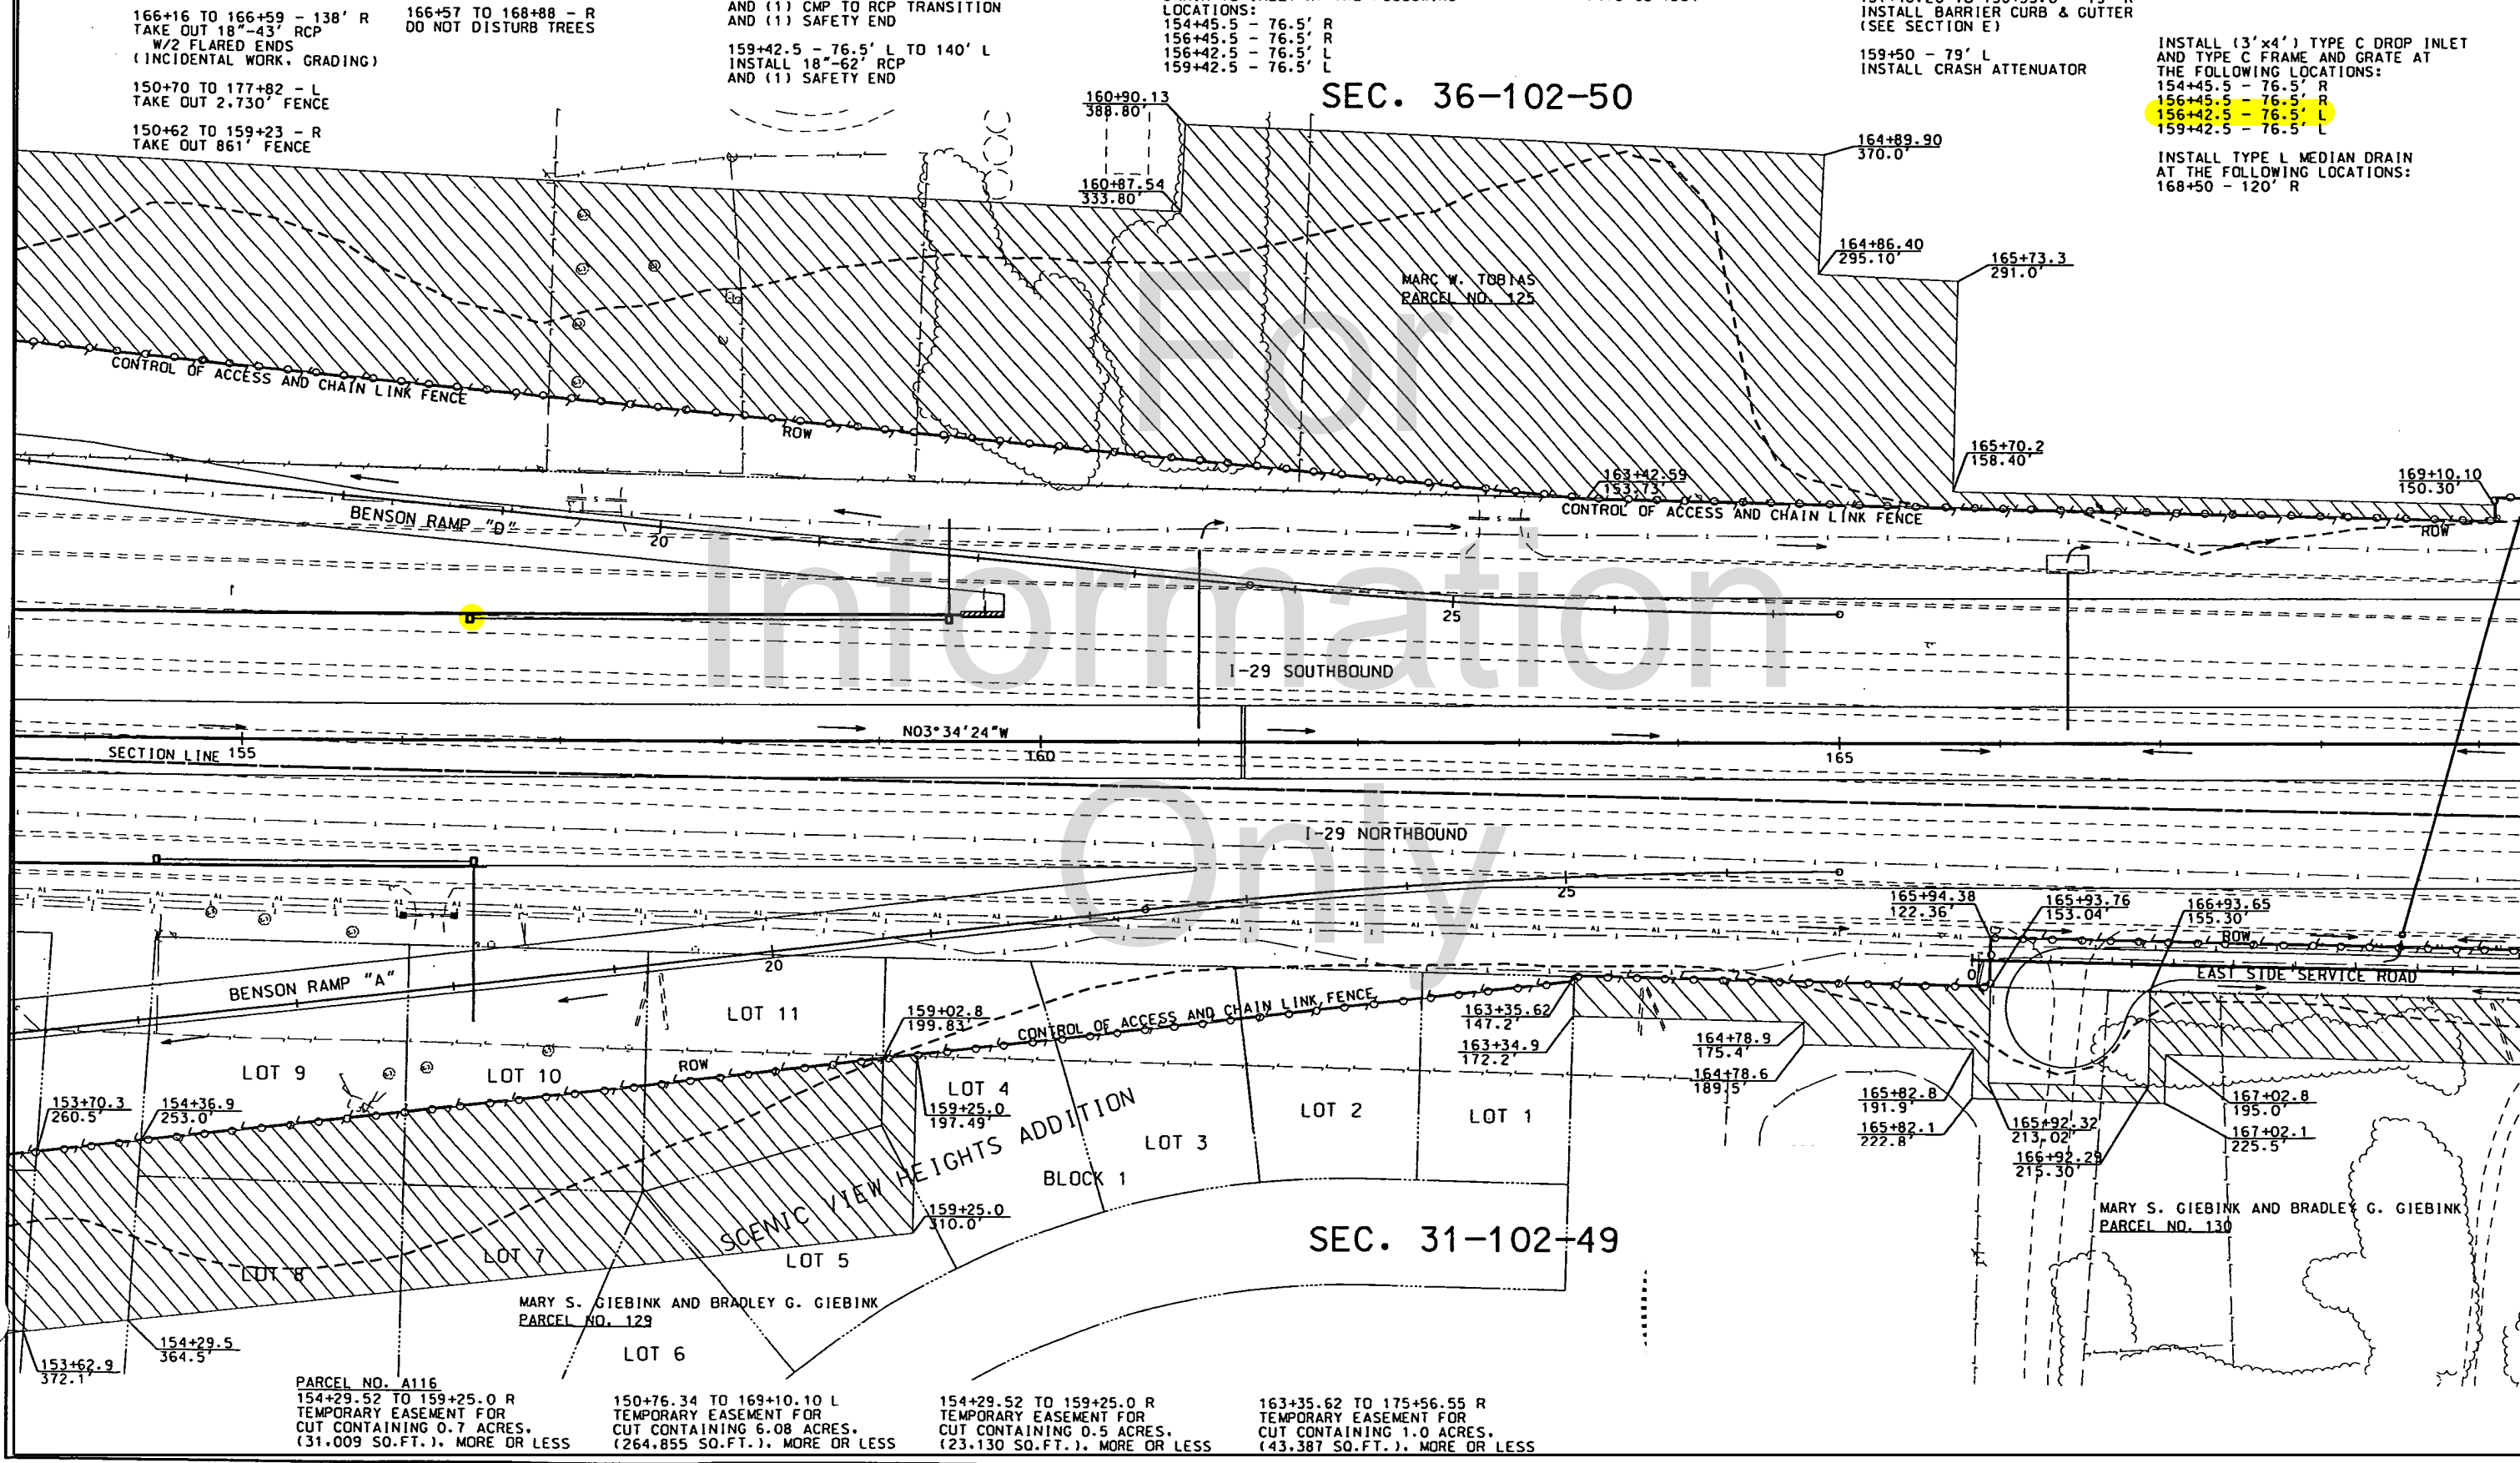 166+16 TO 166+59 - 138' R
TAKE OUT 18"-43' RCP
W/2 FLARED ENDS
(INCIDENTAL WORK, GRADING)
150+70 TO 177+82 - L
TAKE OUT 2,730' FENCE
150+62 TO 159+23 - R
TAKE OUT 861' FENCE
166+57 TO 168+88 - R
DO NOT DISTURB TREES
AND (1) CMP TO RCP TRANSITION
AND (1) SAFETY END
159+42.5 - 76.5' L TO 140' L
INSTALL 18"-62' RCP
AND (1) SAFETY END
LOCATIONS:
154+45.5 - 76.5' R
156+45.5 - 76.5' R
156+42.5 - 76.5' L
159+42.5 - 76.5' L
INSTALL BARRIER CURB & GUTTER
(SEE SECTION E)
159+50 - 79' L
INSTALL CRASH ATTENUATOR
INSTALL (3'x4') TYPE C DROP INLET
AND TYPE C FRAME AND GRATE AT
THE FOLLOWING LOCATIONS:
154+45.5 - 76.5' R
156+45.5 - 76.5' R
156+42.5 - 76.5' L
159+42.5 - 76.5' L
INSTALL TYPE L MEDIAN DRAIN
AT THE FOLLOWING LOCATIONS:
168+50 - 120' R
SEC. 36-102-50
160+90.13
388.80'
160+87.54
333.80'
164+89.90
370.0'
164+86.40
295.10'
165+73.3
291.0'
MARC W. TOBIAS
PARCEL NO. 125
165+70.2
158.40'
169+10.10
150.30'
163+42.59
153.73'
CONTROL OF ACCESS AND CHAIN LINK FENCE
ROW
CONTROL OF ACCESS AND CHAIN LINK FENCE
ROW
BENSON RAMP "D"
20
25
For
Information
Only
I-29 SOUTHBOUND
N03°34'24"W
SECTION LINE 155
160
165
I-29 NORTHBOUND
25
20
BENSON RAMP "A"
165+94.38
122.36'
165+93.76
153.04'
166+93.65
155.30'
ROW
0
EAST SIDE SERVICE ROAD
LOT 11
159+02.8
199.83'
CONTROL OF ACCESS AND CHAIN LINK FENCE
163+35.62
147.2'
163+34.9
172.2'
164+78.9
175.4'
164+78.6
189.5'
LOT 9
LOT 10
ROW
LOT 4
159+25.0
197.49'
LOT 3
LOT 2
LOT 1
153+70.3
260.5'
154+36.9
253.0'
165+82.8
191.9'
165+82.1
222.8'
165+92.32
213.02'
166+92.29
215.30'
167+02.8
195.0'
167+02.1
225.5'
SCENIC VIEW HEIGHTS ADDITION
BLOCK 1
159+25.0
310.0'
LOT 8
LOT 7
LOT 5
LOT 6
SEC. 31-102-49
MARY S. GIEBINK AND BRADLEY G. GIEBINK
PARCEL NO. 130
MARY S. GIEBINK AND BRADLEY G. GIEBINK
PARCEL NO. 129
154+29.5
364.5'
153+62.9
372.1'
PARCEL NO. A116
154+29.52 TO 159+25.0 R
TEMPORARY EASEMENT FOR
CUT CONTAINING 0.7 ACRES,
(31,009 SQ.FT.), MORE OR LESS
150+76.34 TO 169+10.10 L
TEMPORARY EASEMENT FOR
CUT CONTAINING 6.08 ACRES,
(264,855 SQ.FT.), MORE OR LESS
154+29.52 TO 159+25.0 R
TEMPORARY EASEMENT FOR
CUT CONTAINING 0.5 ACRES,
(23,130 SQ.FT.), MORE OR LESS
163+35.62 TO 175+56.55 R
TEMPORARY EASEMENT FOR
CUT CONTAINING 1.0 ACRES,
(43,387 SQ.FT.), MORE OR LESS